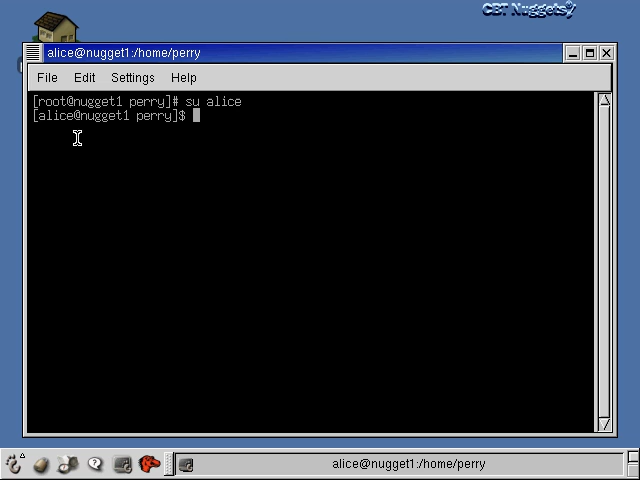 CBT Nuggets
alice@nugget1:/home/perry
File Edit Settings Help
[root@nugget1 perry]# su alice
[alice@nugget1 perry]$
alice@nugget1:/home/perry